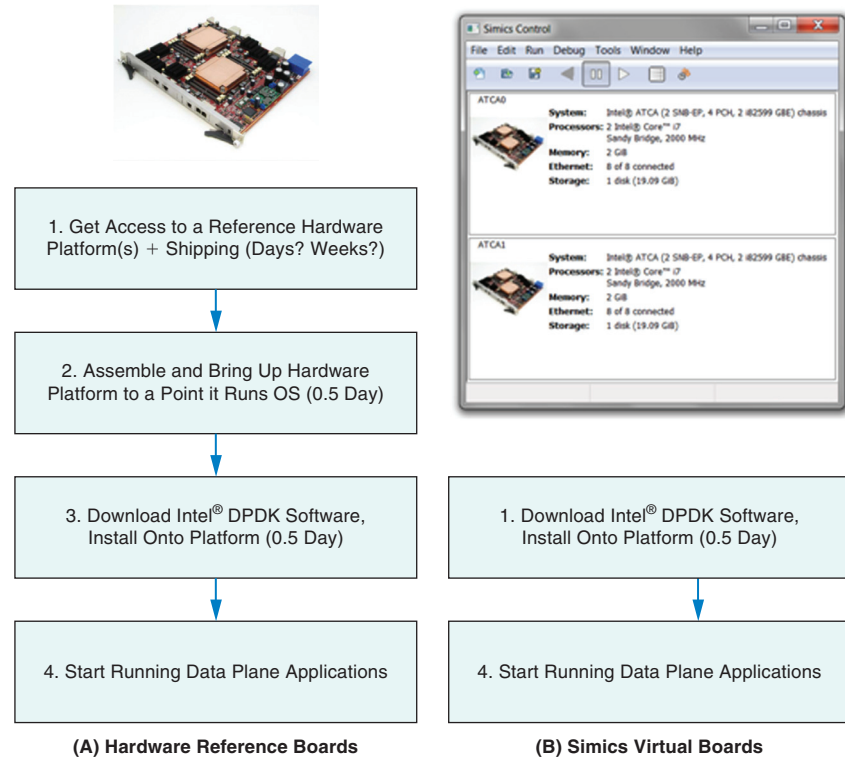 1. Get Access to a Reference Hardware
Platform(s) + Shipping (Days? Weeks?)
2. Assemble and Bring Up Hardware
Platform to a Point it Runs OS (0.5 Day)
3. Download Intel® DPDK Software,
Install Onto Platform (0.5 Day)
4. Start Running Data Plane Applications
(A) Hardware Reference Boards
Simics Control
File Edit Run Debug Tools Window Help
ATCA0
System: Intel® ATCA (2 SNB-EP, 4 PCH, 2 i82599 GBE) chassis
Processors: 2 Intel® Core™ i7
Sandy Bridge, 2000 MHz
Memory: 2 GiB
Ethernet: 8 of 8 connected
Storage: 1 disk (19.09 GiB)
ATCA1
System: Intel® ATCA (2 SNB-EP, 4 PCH, 2 i82599 GBE) chassis
Processors: 2 Intel® Core™ i7
Sandy Bridge, 2000 MHz
Memory: 2 GiB
Ethernet: 8 of 8 connected
Storage: 1 disk (19.09 GiB)
1. Download Intel® DPDK Software,
Install Onto Platform (0.5 Day)
4. Start Running Data Plane Applications
(B) Simics Virtual Boards